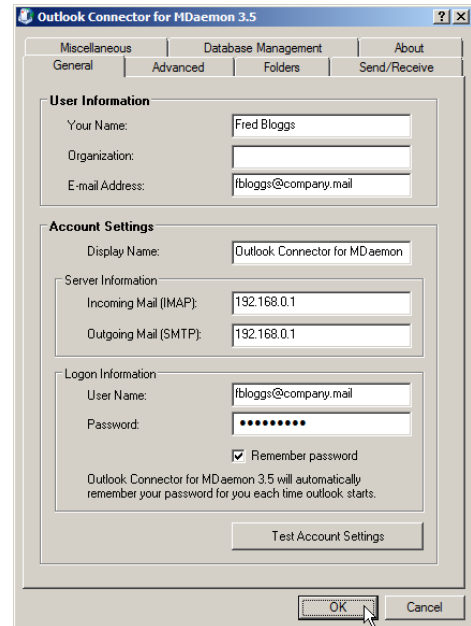 Outlook Connector for MDaemon 3.5
Miscellaneous Database Management About
General Advanced Folders Send/Receive
User Information
Your Name: Fred Bloggs
Organization:
E-mail Address: fbloggs@company.mail
Account Settings
Display Name: Outlook Connector for MDaemon
Server Information
Incoming Mail (IMAP): 192.168.0.1
Outgoing Mail (SMTP): 192.168.0.1
Logon Information
User Name: fbloggs@company.mail
Password: •••••••••
Remember password
Outlook Connector for MDaemon 3.5 will automatically
remember your password for you each time outlook starts.
Test Account Settings
OK Cancel